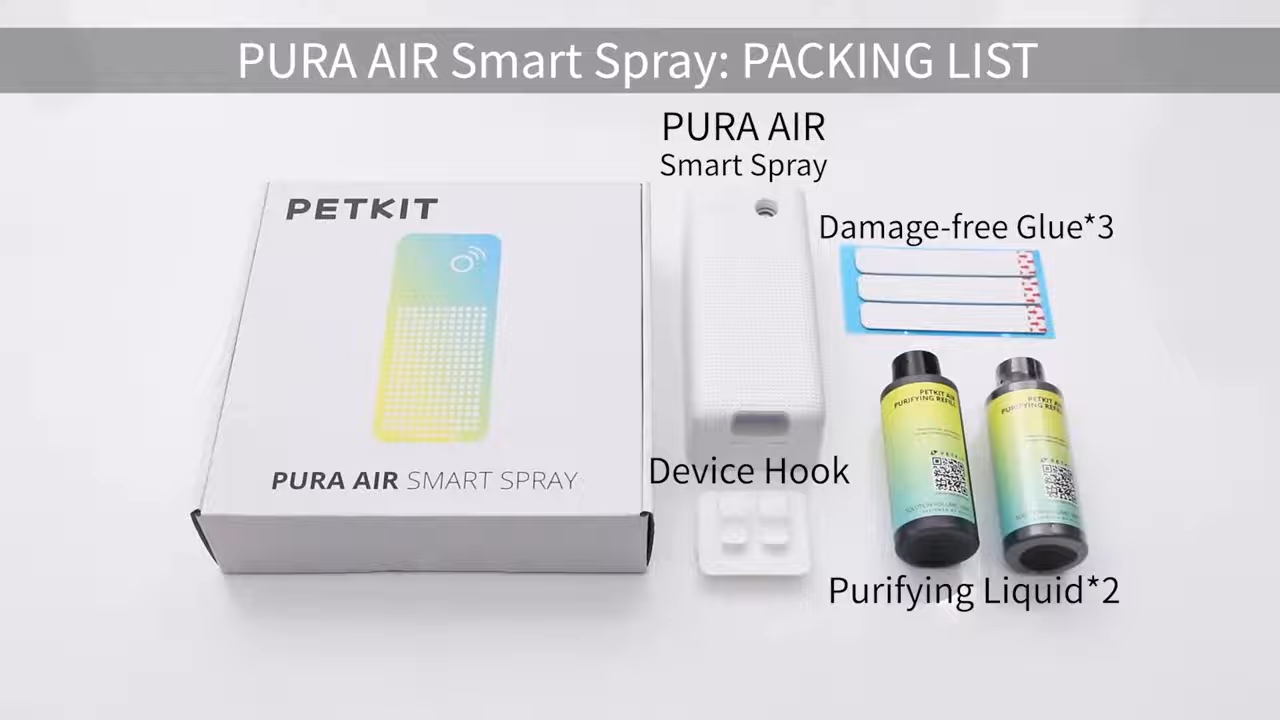 PURA AIR Smart Spray: PACKING LIST
PURA AIR
Smart Spray
PETKIT
PURA AIR SMART SPRAY
Damage-free Glue*3
Device Hook
PETKIT AIR
PURIFYING REFILL
PETKIT AIR
PURIFYING REFILL
Purifying Liquid*2